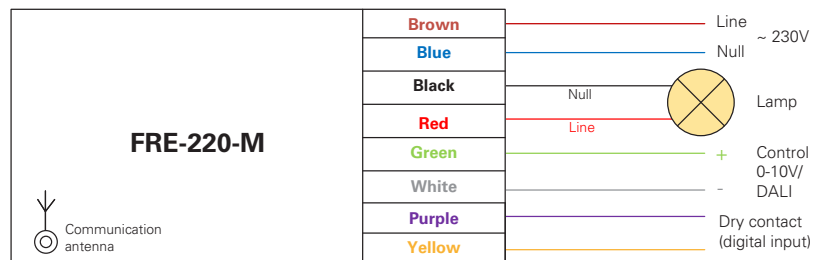 Brown
Line
~ 230V
Blue
Null
Black
Null
Lamp
Red
Line
FRE-220-M
Green
+
Control
0-10V/
DALI
White
-
Purple
Dry contact
(digital input)
Yellow
Communication
antenna